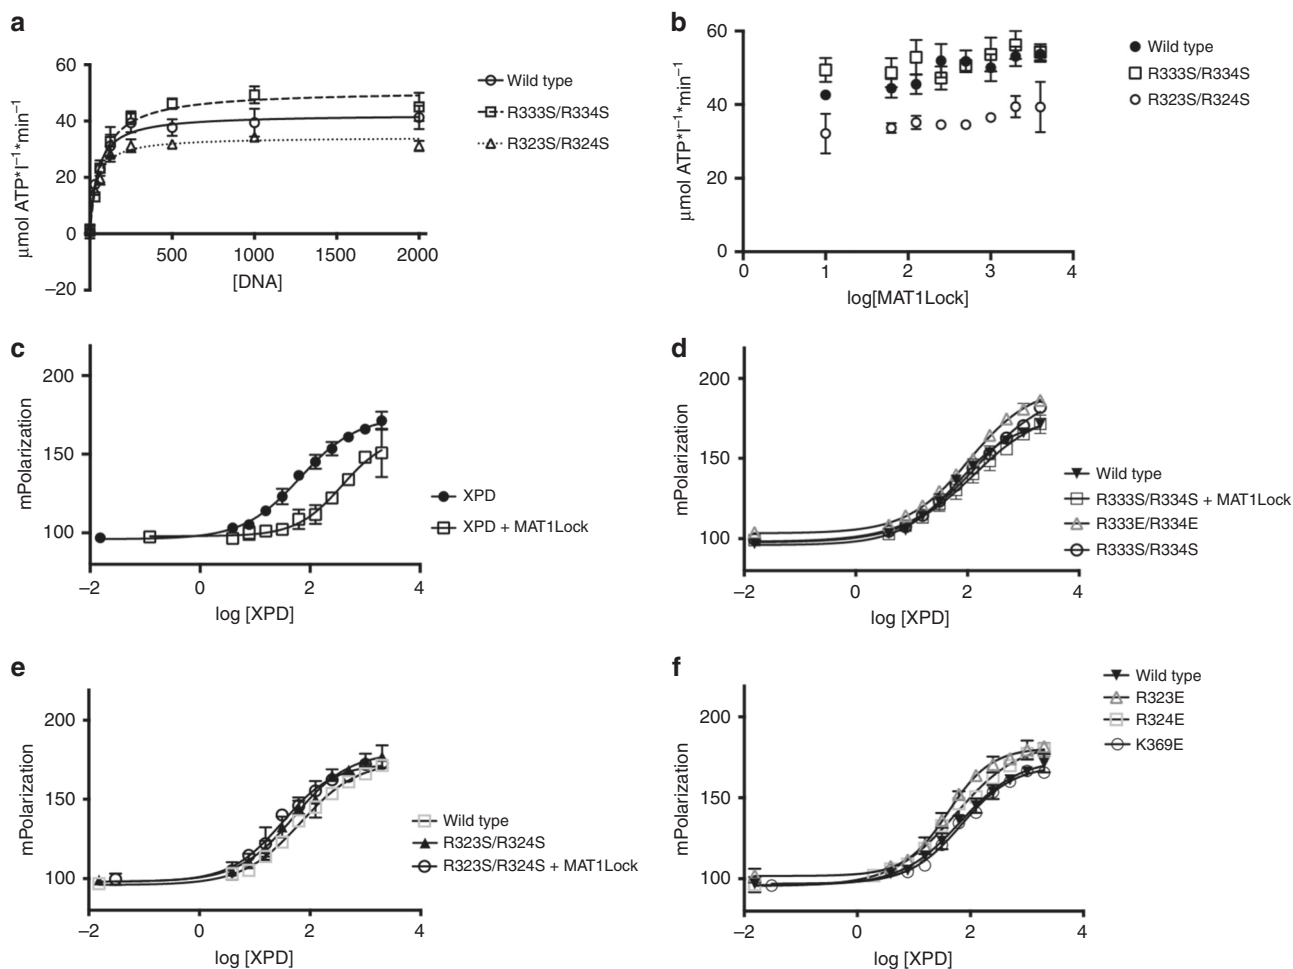 a
μmol ATP*l⁻¹*min⁻¹
60
40
20
0
–20
500
1000
1500
2000
[DNA]
Wild type
R333S/R334S
R323S/R324S
b
μmol ATP*l⁻¹*min⁻¹
60
40
20
0
0
1
2
3
4
log[MAT1Lock]
Wild type
R333S/R334S
R323S/R324S
c
mPolarization
200
150
100
–2
0
2
4
log [XPD]
XPD
XPD + MAT1Lock
d
mPolarization
200
150
100
–2
0
2
4
log [XPD]
Wild type
R333S/R334S + MAT1Lock
R333E/R334E
R333S/R334S
e
mPolarization
200
150
100
–2
0
2
4
log [XPD]
Wild type
R323S/R324S
R323S/R324S + MAT1Lock
f
mPolarization
200
150
100
–2
0
2
4
log [XPD]
Wild type
R323E
R324E
K369E